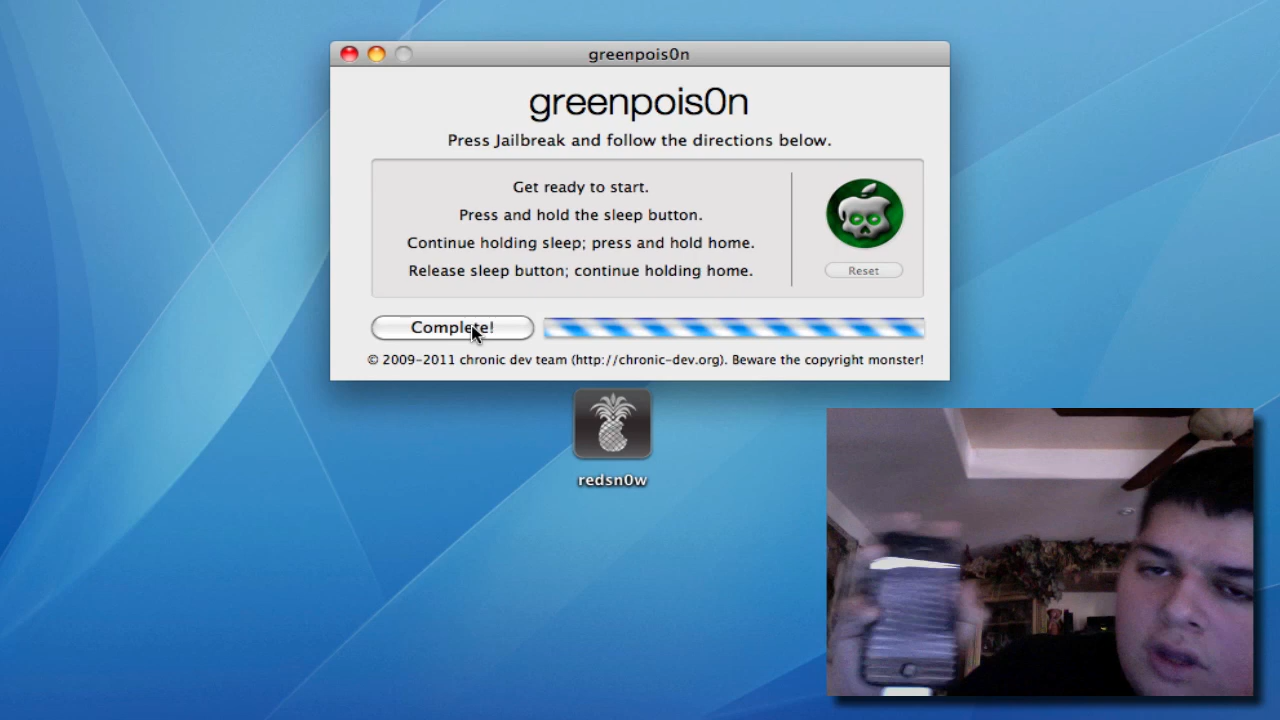 greenpois0n
greenpois0n
Press Jailbreak and follow the directions below.
Get ready to start.
Press and hold the sleep button.
Continue holding sleep; press and hold home.
Release sleep button; continue holding home.
Reset
Complete!
© 2009-2011 chronic dev team (http://chronic-dev.org). Beware the copyright monster!
redsn0w